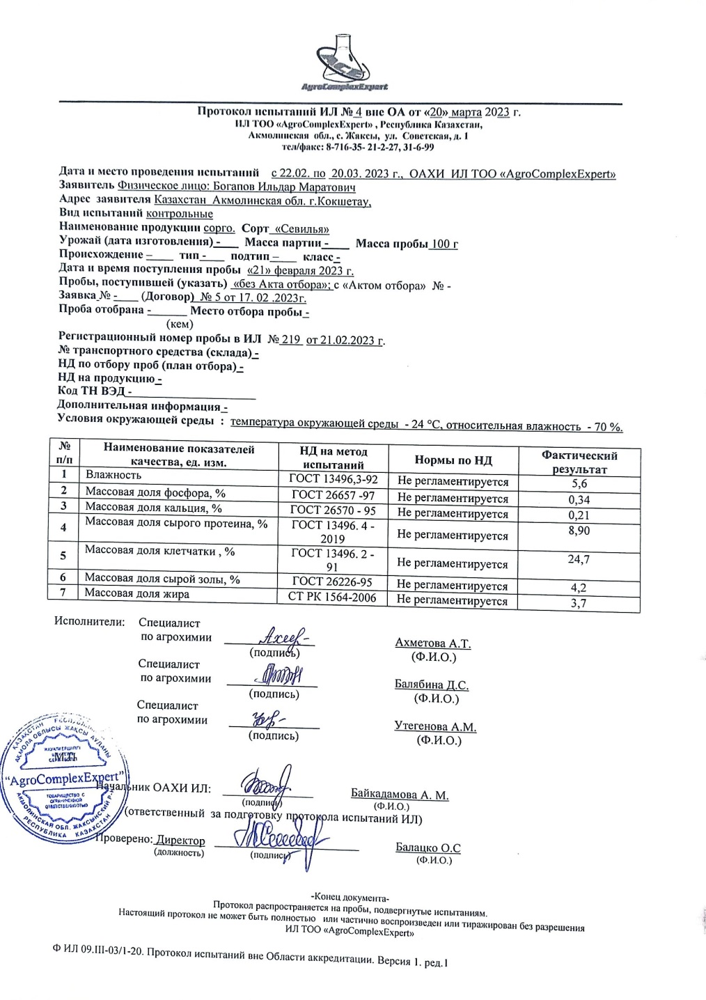 AgroComplexExpert
Протокол испытаний ИЛ № 4 вне ОА от «20» марта 2023 г.
ИЛ ТОО «AgroComplexExpert» , Республика Казахстан,
Акмолинская обл., с. Жаксы, ул. Советская, д. 1
тел/факс: 8-716-35- 21-2-27, 31-6-99
Дата и место проведения испытаний с 22.02. по 20.03. 2023 г., ОАХИ ИЛ ТОО «AgroComplexExpert»
Заявитель Физическое лицо: Богапов Ильдар Маратович
Адрес заявителя Казахстан Акмолинская обл. г.Кокшетау,
Вид испытаний контрольные
Наименование продукции сорго. Сорт «Севилья»
Урожай (дата изготовления) -____ Масса партии -____ Масса пробы 100 г
Происхождение –____ тип -____ подтип –____ класс -
Дата и время поступления пробы «21» февраля 2023 г.
Пробы, поступившей (указать) «без Акта отбора»; с «Актом отбора» № -
Заявка № -____ (Договор) № 5 от 17. 02 .2023г.
Проба отобрана -______ Место отбора пробы -
(кем)
Регистрационный номер пробы в ИЛ № 219 от 21.02.2023 г.
№ транспортного средства (склада) -
НД по отбору проб (план отбора) -
НД на продукцию -
Код ТН ВЭД -______________________
Дополнительная информация -
Условия окружающей среды : температура окружающей среды - 24 °С, относительная влажность - 70 %.
№ п/п Наименование показателей качества, ед. изм. НД на метод испытаний Нормы по НД Фактический результат
1 Влажность ГОСТ 13496,3-92 Не регламентируется 5,6
2 Массовая доля фосфора, % ГОСТ 26657 -97 Не регламентируется 0,34
3 Массовая доля кальция, % ГОСТ 26570 - 95 Не регламентируется 0,21
4 Массовая доля сырого протеина, % ГОСТ 13496. 4 - 2019 Не регламентируется 8,90
5 Массовая доля клетчатки , % ГОСТ 13496. 2 - 91 Не регламентируется 24,7
6 Массовая доля сырой золы, % ГОСТ 26226-95 Не регламентируется 4,2
7 Массовая доля жира СТ РК 1564-2006 Не регламентируется 3,7
Исполнители: Специалист
по агрохимии Ахметова А.Т.
(подпись) (Ф.И.О.)
Специалист
по агрохимии Балябина Д.С.
(подпись) (Ф.И.О.)
Специалист
по агрохимии Утегенова А.М.
(подпись) (Ф.И.О.)
ҚАЗАҚСТАН РЕСПУБЛИКАСЫ
АҚМОЛА ОБЛЫСЫ ЖАҚСЫ АУДАНЫ
М.П.
"AgroComplexExpert"
ТОВАРИЩЕСТВО С
ОГРАНИЧЕННОЙ
ОТВЕТСТВЕННОСТЬЮ
АКМОЛИНСКАЯ ОБЛ. ЖАКСЫНСКИЙ Р-Н
РЕСПУБЛИКА КАЗАХСТАН
Начальник ОАХИ ИЛ: Байкадамова А. М.
(подпись) (Ф.И.О.)
(ответственный за подготовку протокола испытаний ИЛ)
Проверено: Директор Балацко О.С
(должность) (подпись) (Ф.И.О.)
-Конец документа-
Протокол распространяется на пробы, подвергнутые испытаниям.
Настоящий протокол не может быть полностью или частично воспроизведен или тиражирован без разрешения
ИЛ ТОО «AgroComplexExpert»
Ф ИЛ 09.III-03/1-20. Протокол испытаний вне Области аккредитации. Версия 1. ред.1